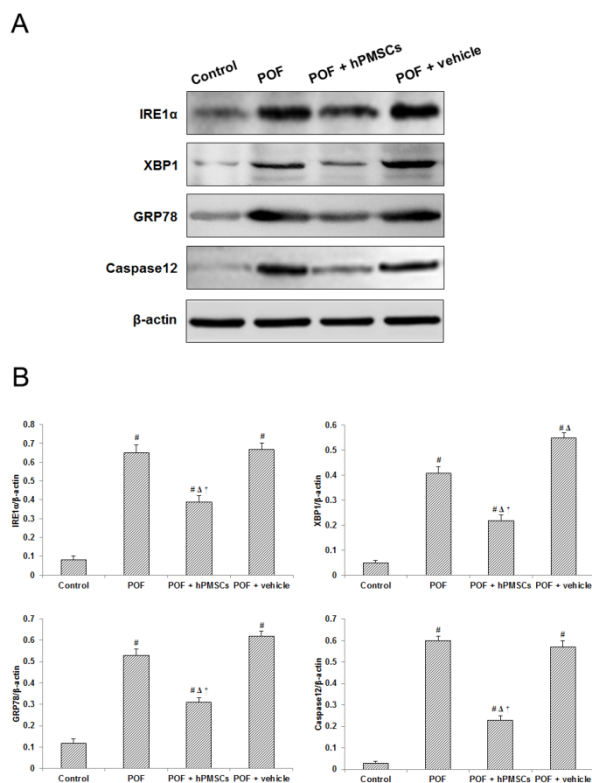 A
Control POF POF + hPMSCs POF + vehicle
IRE1α
XBP1
GRP78
Caspase12
β-actin
B
IRE1α/β-actin
0.8
0.7
0.6
0.5
0.4
0.3
0.2
0.1
0
# # Δ † #
Control POF POF + hPMSCs POF + vehicle
XBP1/β-actin
0.6
0.5
0.4
0.3
0.2
0.1
0
# # Δ † # Δ
Control POF POF + hPMSCs POF + vehicle
GRP78/β-actin
0.7
0.6
0.5
0.4
0.3
0.2
0.1
0
# # Δ † #
Control POF POF + hPMSCs POF + vehicle
Caspase12/β-actin
0.7
0.6
0.5
0.4
0.3
0.2
0.1
0
# # Δ † #
Control POF POF + hPMSCs POF + vehicle